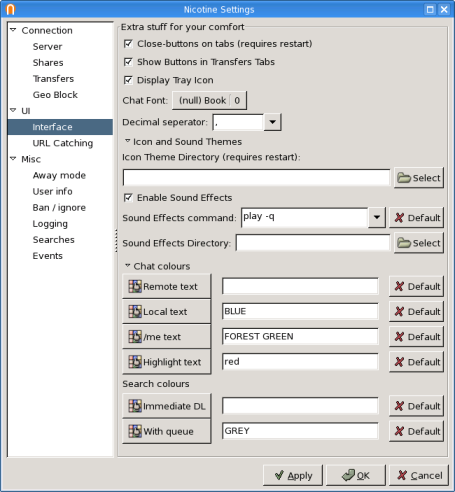 Nicotine Settings
Connection
Server
Shares
Transfers
Geo Block
UI
Interface
URL Catching
Misc
Away mode
User info
Ban / ignore
Logging
Searches
Events
Extra stuff for your comfort
Close-buttons on tabs (requires restart)
Show Buttons in Transfers Tabs
Display Tray Icon
Chat Font: (null) Book 0
Decimal seperator: ,
Icon and Sound Themes
Icon Theme Directory (requires restart):
Select
Enable Sound Effects
Sound Effects command: play -q Default
Sound Effects Directory: Select
Chat colours
Remote text Default
Local text BLUE Default
/me text FOREST GREEN Default
Highlight text red Default
Search colours
Immediate DL Default
With queue GREY Default
Apply OK Cancel